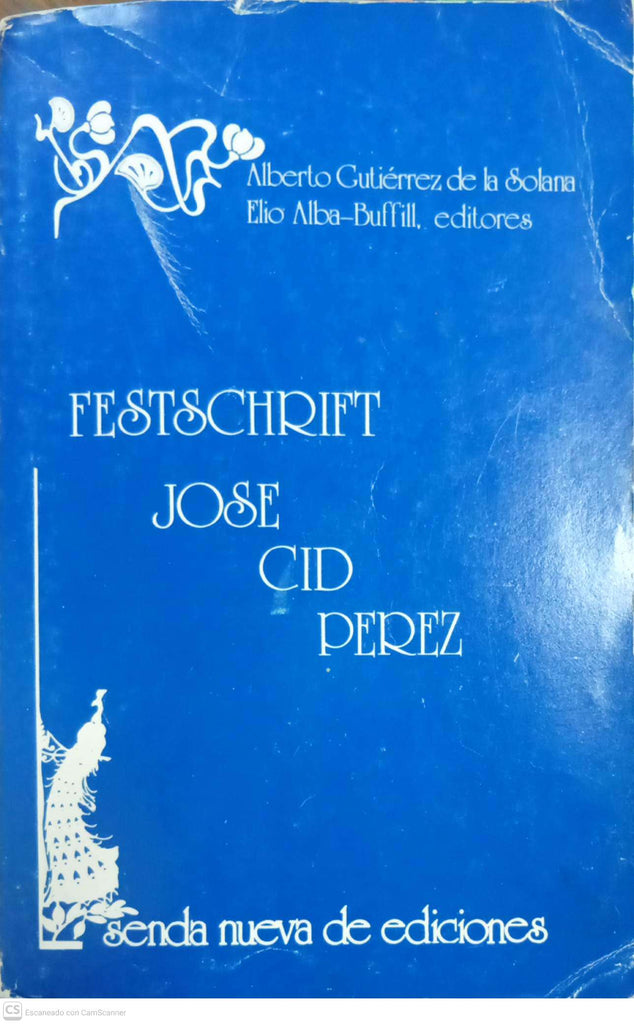 Alberto Gutiérrez de la Solana
Elio Alba-Buffill, editores
FESTSCHRIFT
JOSE
CID
PEREZ
senda nueva de ediciones
CS Escaneado con CamScanner